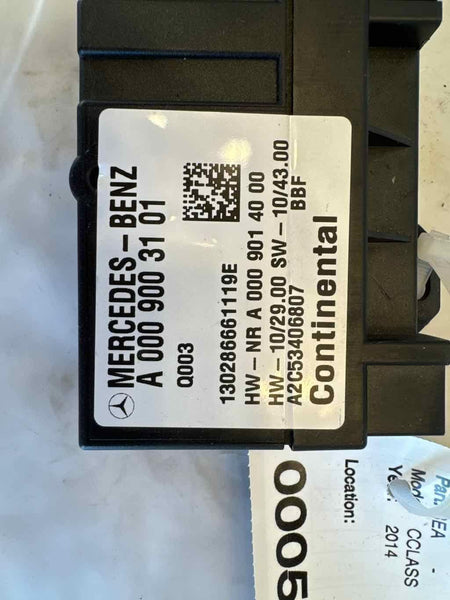 MERCEDES-BENZ
A 000 900 31 01
Q003
130286661119E
HW-NR A 000 901 40 00
HW-10/29.00 SW-10/43.00
A2C53406807 BBF
Continental
CCLASS
2014
Location:
0005